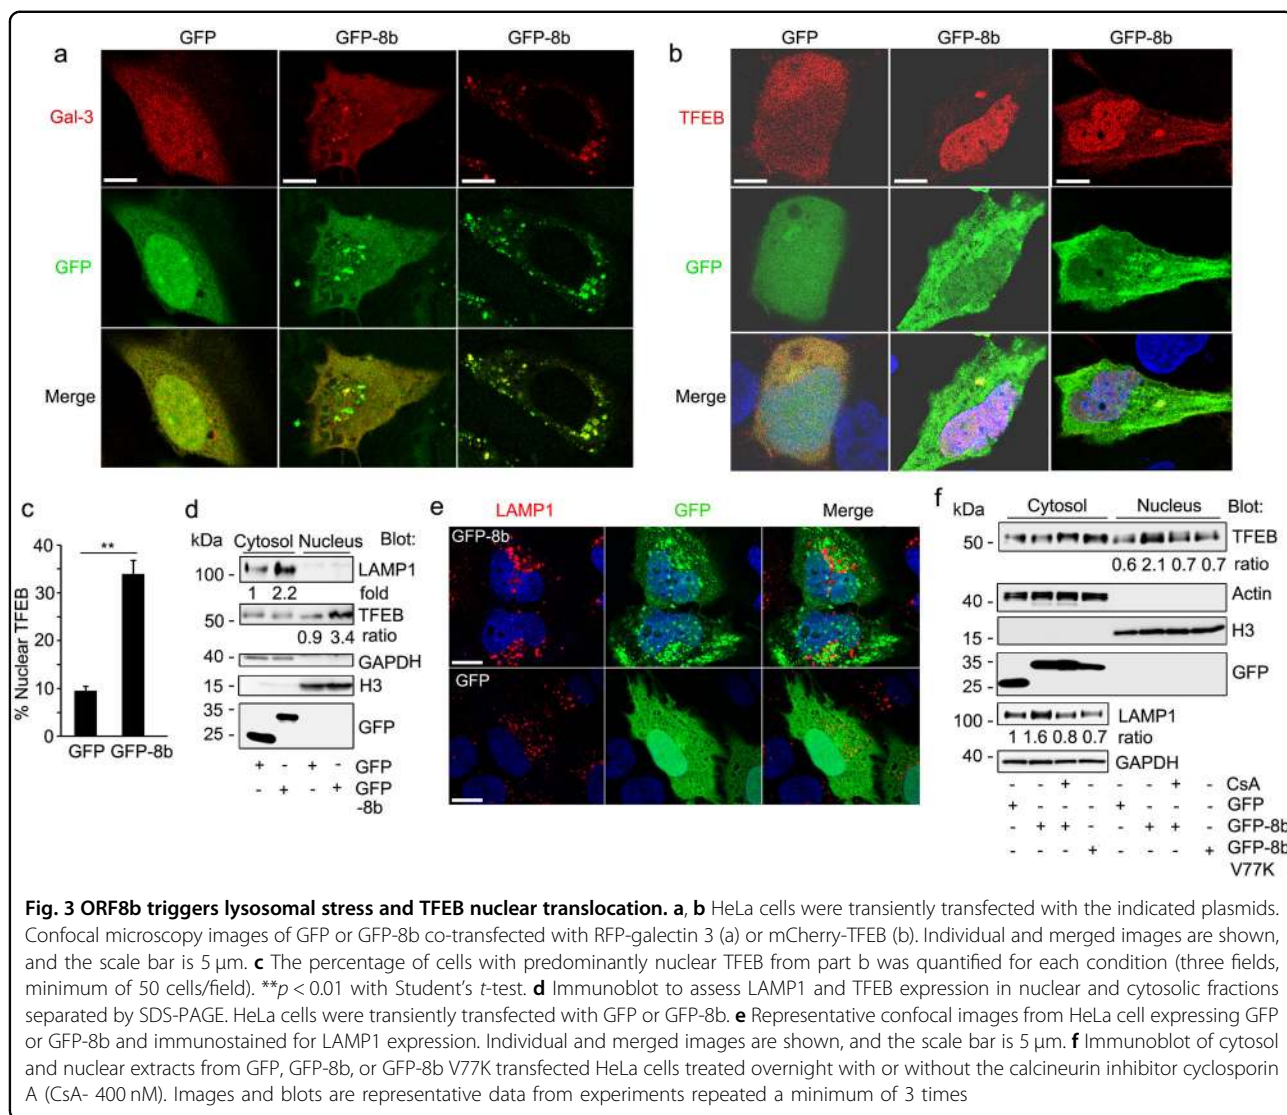 a
GFP GFP-8b GFP-8b
Gal-3
GFP
Merge
b
GFP GFP-8b GFP-8b
TFEB
GFP
Merge
c
% Nuclear TFEB
40
30
20
10
0
**
GFP GFP-8b
d
kDa Cytosol Nucleus Blot:
100 - LAMP1
1 2.2 fold
50 - TFEB
0.9 3.4 ratio
40 - GAPDH
15 - H3
35 -
25 - GFP
+ - + - GFP
- + - + GFP
-8b
e
LAMP1 GFP Merge
GFP-8b
GFP
f
kDa Cytosol Nucleus Blot:
50 - TFEB
0.6 2.1 0.7 0.7 ratio
40 - Actin
15 - H3
35 -
25 - GFP
100 - LAMP1
1 1.6 0.8 0.7 ratio
40 - GAPDH
- - + - - - + - CsA
+ - - - + - - - GFP
- + + - - + + - GFP-8b
- - - + - - - + GFP-8b
V77K
Fig. 3 ORF8b triggers lysosomal stress and TFEB nuclear translocation. a, b HeLa cells were transiently transfected with the indicated plasmids.
Confocal microscopy images of GFP or GFP-8b co-transfected with RFP-galectin 3 (a) or mCherry-TFEB (b). Individual and merged images are shown,
and the scale bar is 5 µm. c The percentage of cells with predominantly nuclear TFEB from part b was quantified for each condition (three fields,
minimum of 50 cells/field). **p < 0.01 with Student's t-test. d Immunoblot to assess LAMP1 and TFEB expression in nuclear and cytosolic fractions
separated by SDS-PAGE. HeLa cells were transiently transfected with GFP or GFP-8b. e Representative confocal images from HeLa cell expressing GFP
or GFP-8b and immunostained for LAMP1 expression. Individual and merged images are shown, and the scale bar is 5 µm. f Immunoblot of cytosol
and nuclear extracts from GFP, GFP-8b, or GFP-8b V77K transfected HeLa cells treated overnight with or without the calcineurin inhibitor cyclosporin
A (CsA- 400 nM). Images and blots are representative data from experiments repeated a minimum of 3 times